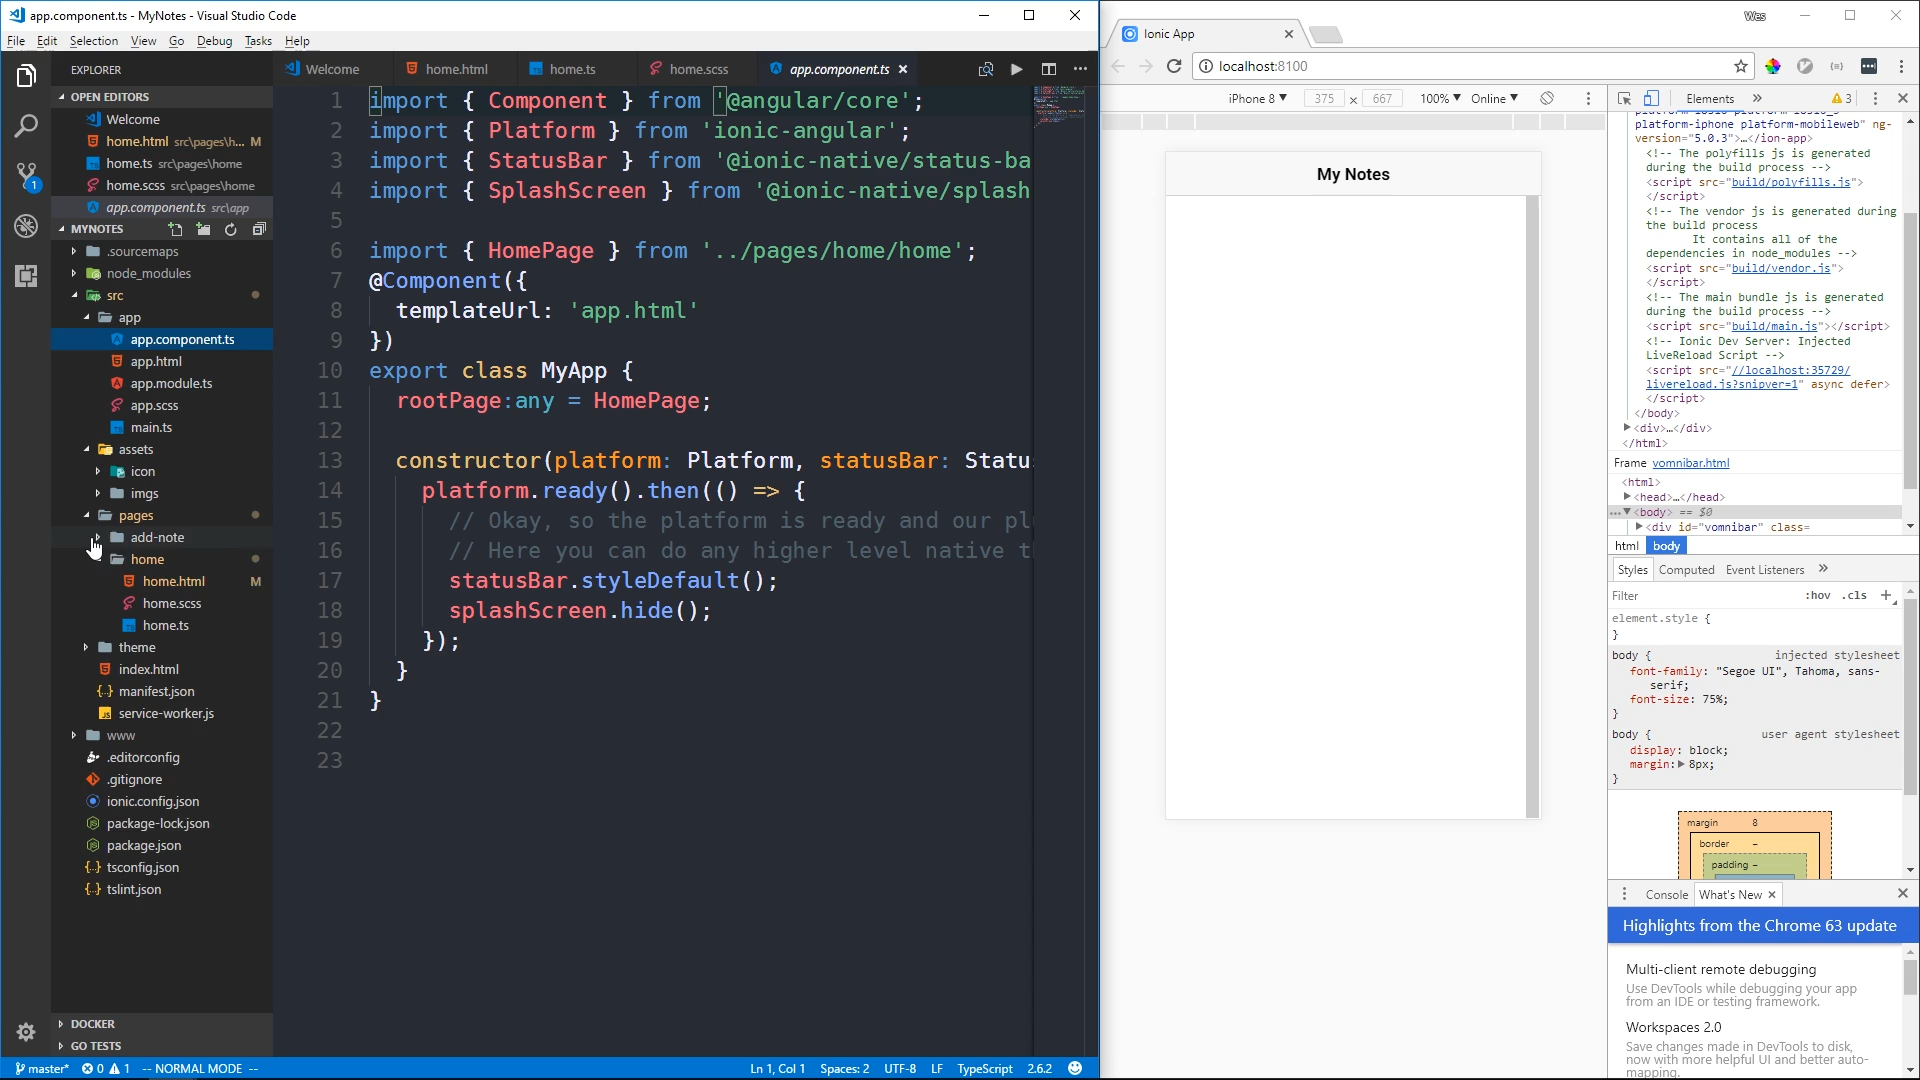 app.component.ts - MyNotes - Visual Studio Code
File Edit Selection View Go Debug Tasks Help
EXPLORER
OPEN EDITORS
Welcome
home.html src\pages\h... M
home.ts src\pages\home
home.scss src\pages\home
app.component.ts src\app
MYNOTES
.sourcemaps
node_modules
src
app
app.component.ts
app.html
app.module.ts
app.scss
main.ts
assets
icon
imgs
pages
add-note
home
home.html M
home.scss
home.ts
theme
index.html
manifest.json
service-worker.js
www
.editorconfig
.gitignore
ionic.config.json
package-lock.json
package.json
tsconfig.json
tslint.json
DOCKER
GO TESTS
1
Welcome home.html home.ts home.scss app.component.ts
1 import { Component } from '@angular/core';
2 import { Platform } from 'ionic-angular';
3 import { StatusBar } from '@ionic-native/status-ba
4 import { SplashScreen } from '@ionic-native/splash
5
6 import { HomePage } from '../pages/home/home';
7 @Component({
8 templateUrl: 'app.html'
9 })
10 export class MyApp {
11 rootPage:any = HomePage;
12
13 constructor(platform: Platform, statusBar: Statu
14 platform.ready().then(() => {
15 // Okay, so the platform is ready and our pl
16 // Here you can do any higher level native t
17 statusBar.styleDefault();
18 splashScreen.hide();
19 });
20 }
21 }
22
23
master* 0 1 -- NORMAL MODE -- Ln 1, Col 1 Spaces: 2 UTF-8 LF TypeScript 2.6.2
Wes
Ionic App
localhost:8100
iPhone 8 375 x 667 100% Online
My Notes
Elements » 3
platform-iphone platform-mobileweb" ng-
version="5.0.3">…</ion-app>
<!-- The polyfills js is generated
during the build process -->
<script src="build/polyfills.js">
</script>
<!-- The vendor js is generated during
the build process
It contains all of the
dependencies in node_modules -->
<script src="build/vendor.js">
</script>
<!-- The main bundle js is generated
during the build process -->
<script src="build/main.js"></script>
<!-- Ionic Dev Server: Injected
LiveReload Script -->
<script src="//localhost:35729/
livereload.js?snipver=1" async defer>
</script>
</body>
<div>…</div>
</html>
Frame vomnibar.html
<html>
<head>…</head>
<body> == $0
<div id="vomnibar" class=
html body
Styles Computed Event Listeners »
Filter :hov .cls +
element.style {
}
body { injected stylesheet
font-family: "Segoe UI", Tahoma, sans-
serif;
font-size: 75%;
}
body { user agent stylesheet
display: block;
margin: 8px;
}
margin 8
border -
padding -
Console What's New
Highlights from the Chrome 63 update
Multi-client remote debugging
Use DevTools while debugging your app
from an IDE or testing framework.
Workspaces 2.0
Save changes made in DevTools to disk,
now with more helpful UI and better auto-
mapping.